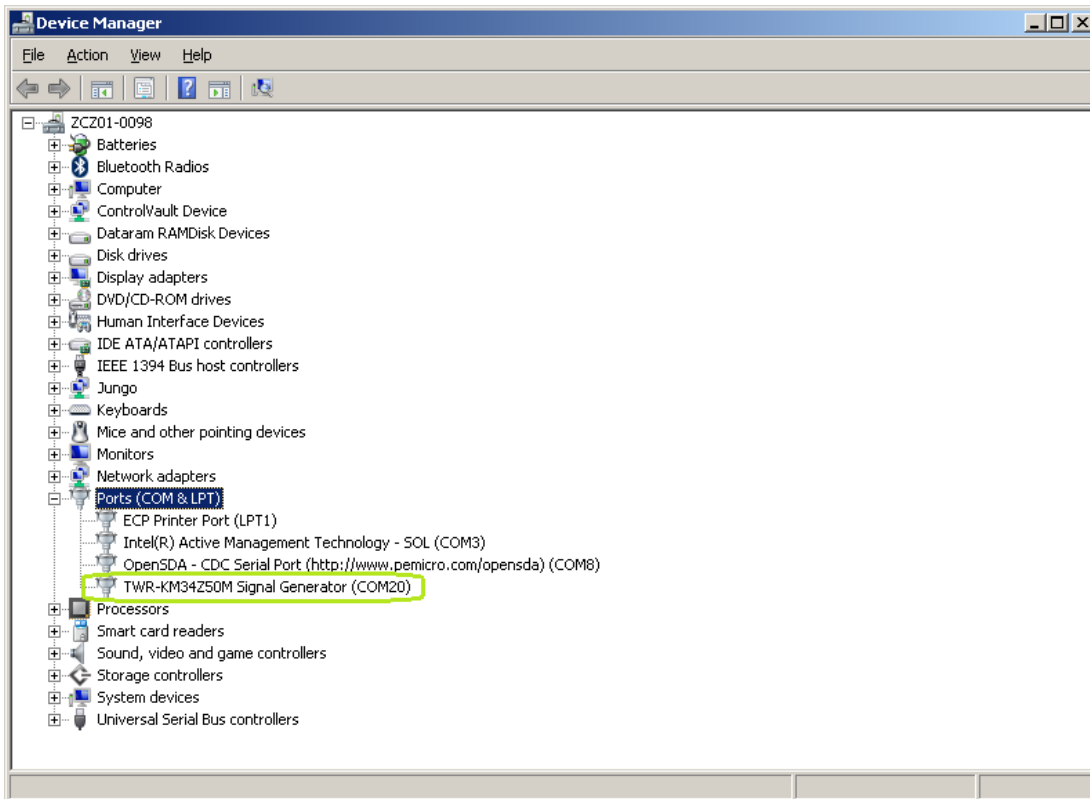 Device Manager
File Action View Help
ZCZ01-0098
Batteries
Bluetooth Radios
Computer
ControlVault Device
Dataram RAMDisk Devices
Disk drives
Display adapters
DVD/CD-ROM drives
Human Interface Devices
IDE ATA/ATAPI controllers
IEEE 1394 Bus host controllers
Jungo
Keyboards
Mice and other pointing devices
Monitors
Network adapters
Ports (COM & LPT)
ECP Printer Port (LPT1)
Intel(R) Active Management Technology - SOL (COM3)
OpenSDA - CDC Serial Port (http://www.pemicro.com/opensda) (COM8)
TWR-KM34Z50M Signal Generator (COM20)
Processors
Smart card readers
Sound, video and game controllers
Storage controllers
System devices
Universal Serial Bus controllers